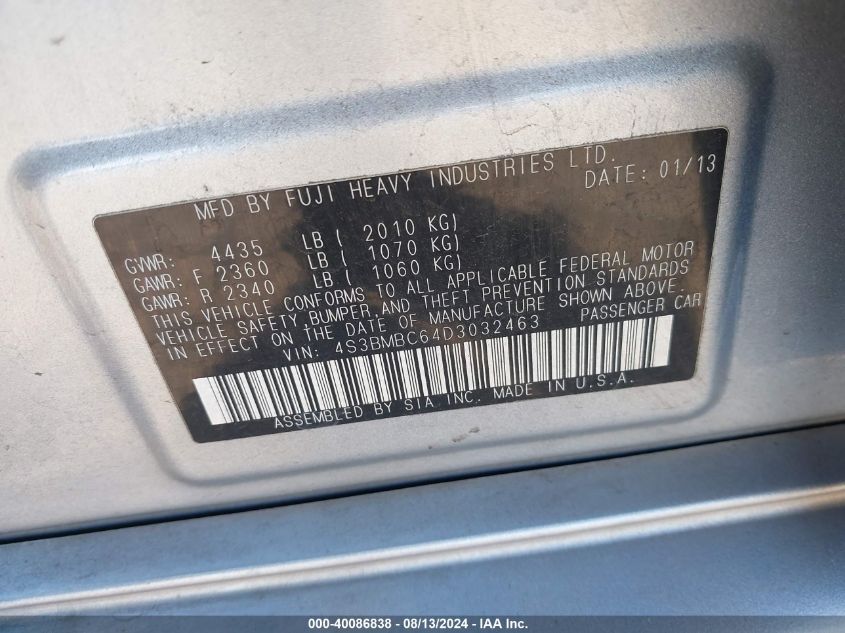 MFD BY FUJI HEAVY INDUSTRIES LTD.
DATE: 01/13
GVWR: 4435 LB ( 2010 KG)
GAWR: F 2360 LB ( 1070 KG)
GAWR: R 2340 LB ( 1060 KG)
THIS VEHICLE CONFORMS TO ALL APPLICABLE FEDERAL MOTOR
VEHICLE SAFETY, BUMPER, AND THEFT PREVENTION STANDARDS
IN EFFECT ON THE DATE OF MANUFACTURE SHOWN ABOVE.
VIN: 4S3BMBC64D3032463 PASSENGER CAR
ASSEMBLED BY SIA INC. MADE IN U.S.A.
000-40086838 - 08/13/2024 - IAA Inc.